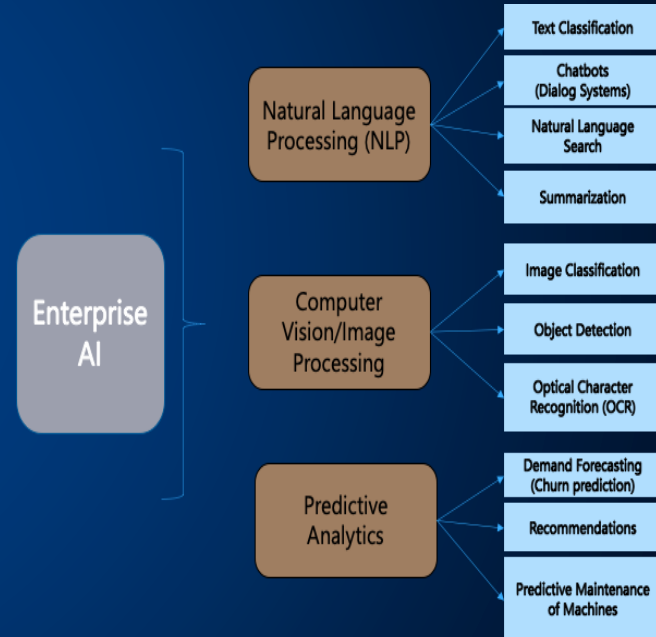 Enterprise
AI
Natural Language
Processing (NLP)
Text Classification
Chatbots
(Dialog Systems)
Natural Language
Search
Summarization
Computer
Vision/Image
Processing
Image Classification
Object Detection
Optical Character
Recognition (OCR)
Predictive
Analytics
Demand Forecasting
(Churn prediction)
Recommendations
Predictive Maintenance
of Machines